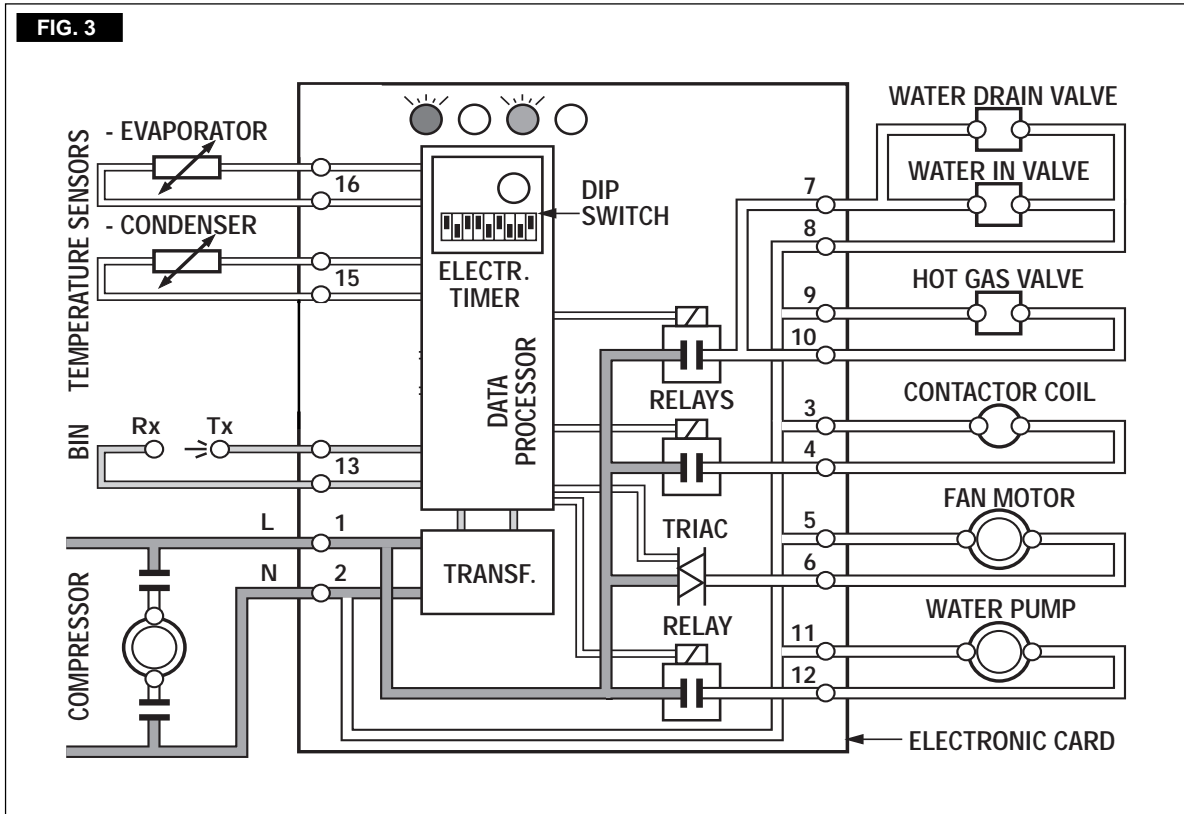 FIG. 3
TEMPERATURE SENSORS
- EVAPORATOR
16
- CONDENSER
15
BIN
Rx
Tx
13
L
1
N
2
COMPRESSOR
DIP
SWITCH
ELECTR.
TIMER
DATA
PROCESSOR
TRANSF.
RELAYS
TRIAC
RELAY
WATER DRAIN VALVE
WATER IN VALVE
7
8
HOT GAS VALVE
9
10
CONTACTOR COIL
3
4
FAN MOTOR
5
6
WATER PUMP
11
12
ELECTRONIC CARD